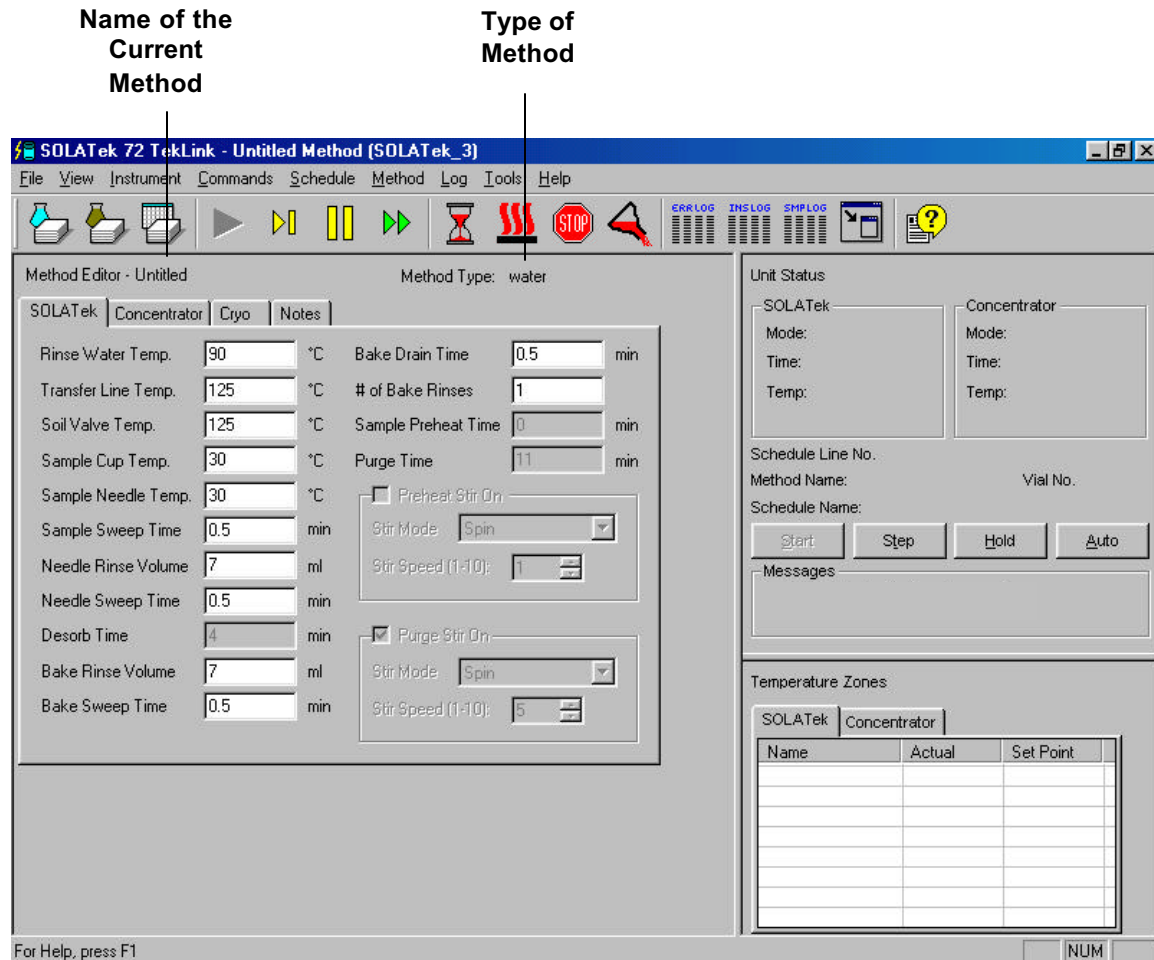 Name of the
Current
Method
Type of
Method
SOLATek 72 TekLink - Untitled Method (SOLATek_3)
File View Instrument Commands Schedule Method Log Tools Help
STOP
ERRLOG INSLOG SMPLOG
?
Method Editor - Untitled
Method Type: water
SOLATek Concentrator Cryo Notes
Rinse Water Temp. 90 °C
Transfer Line Temp. 125 °C
Soil Valve Temp. 125 °C
Sample Cup Temp. 30 °C
Sample Needle Temp. 30 °C
Sample Sweep Time 0.5 min
Needle Rinse Volume 7 ml
Needle Sweep Time 0.5 min
Desorb Time 4 min
Bake Rinse Volume 7 ml
Bake Sweep Time 0.5 min
Bake Drain Time 0.5 min
# of Bake Rinses 1
Sample Preheat Time 0 min
Purge Time 11 min
Preheat Stir On
Stir Mode Spin
Stir Speed (1-10): 1
Purge Stir On
Stir Mode Spin
Stir Speed (1-10): 5
Unit Status
SOLATek
Mode:
Time:
Temp:
Concentrator
Mode:
Time:
Temp:
Schedule Line No.
Method Name: Vial No.
Schedule Name:
Start Step Hold Auto
Messages
Temperature Zones
SOLATek Concentrator
Name Actual Set Point
For Help, press F1
NUM